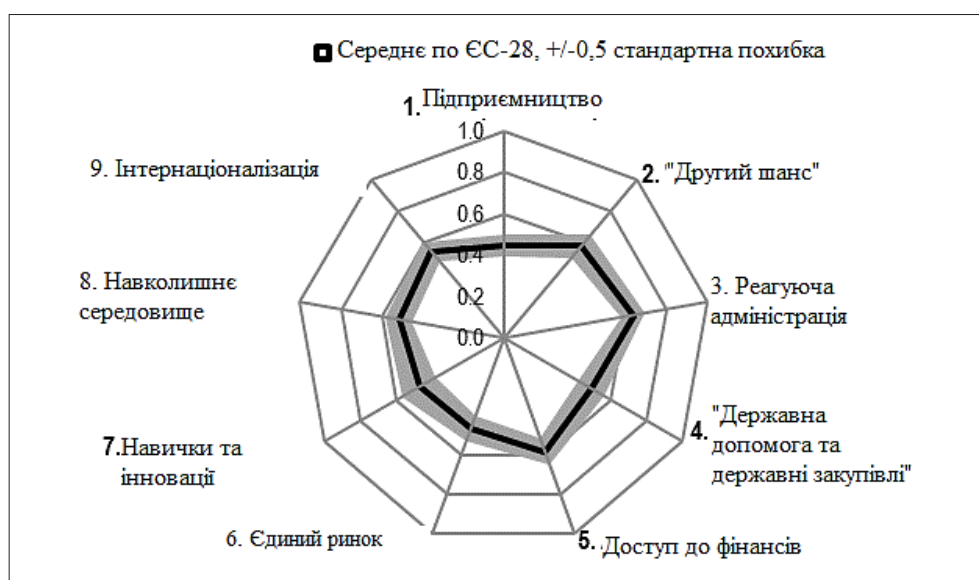 Середнє по ЄС-28, +/-0,5 стандартна похибка
1. Підприємництво
1.0
0.8
0.6
0.4
0.2
0.0
2. "Другий шанс"
3. Реагуюча
адміністрація
"Державна
4. допомога та
державні закупівлі"
5. Доступ до фінансів
6. Єдиний ринок
7. Навички та
інновації
8. Навколишнє
середовище
9. Інтернаціоналізація